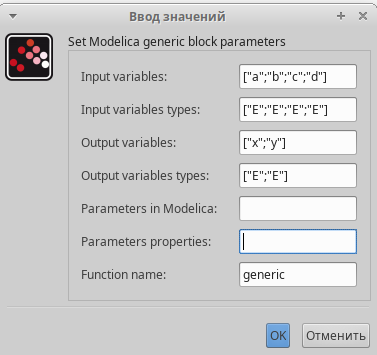 Ввод значений
Set Modelica generic block parameters
Input variables: ["a";"b";"c";"d"]
Input variables types: ["E";"E";"E";"E"]
Output variables: ["x";"y"]
Output variables types: ["E";"E"]
Parameters in Modelica:
Parameters properties:
Function name: generic
OK Отменить